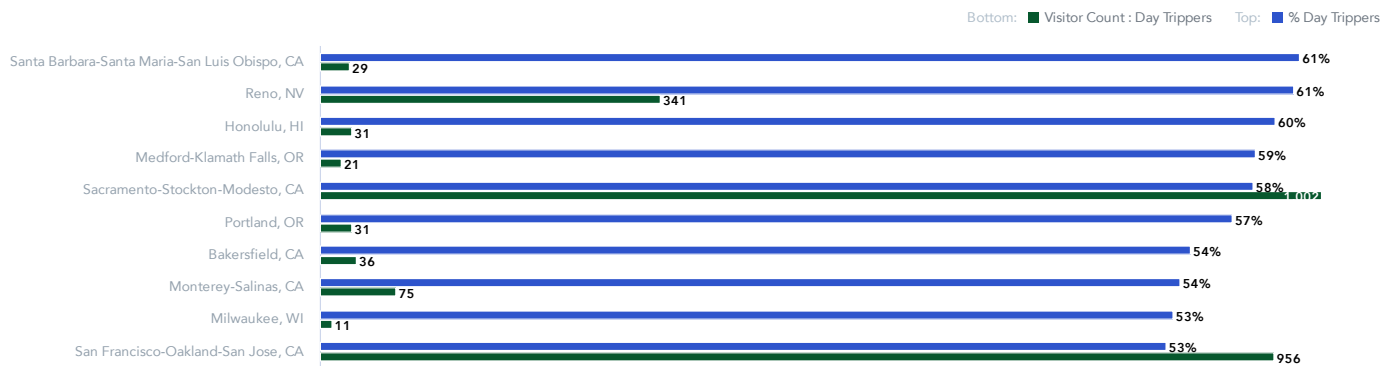 Bottom: Visitor Count : Day Trippers Top: % Day Trippers
Santa Barbara-Santa Maria-San Luis Obispo, CA 61%
29
Reno, NV 61%
341
Honolulu, HI 60%
31
Medford-Klamath Falls, OR 59%
21
Sacramento-Stockton-Modesto, CA 58%
1,002
Portland, OR 57%
31
Bakersfield, CA 54%
36
Monterey-Salinas, CA 54%
75
Milwaukee, WI 53%
11
San Francisco-Oakland-San Jose, CA 53%
956